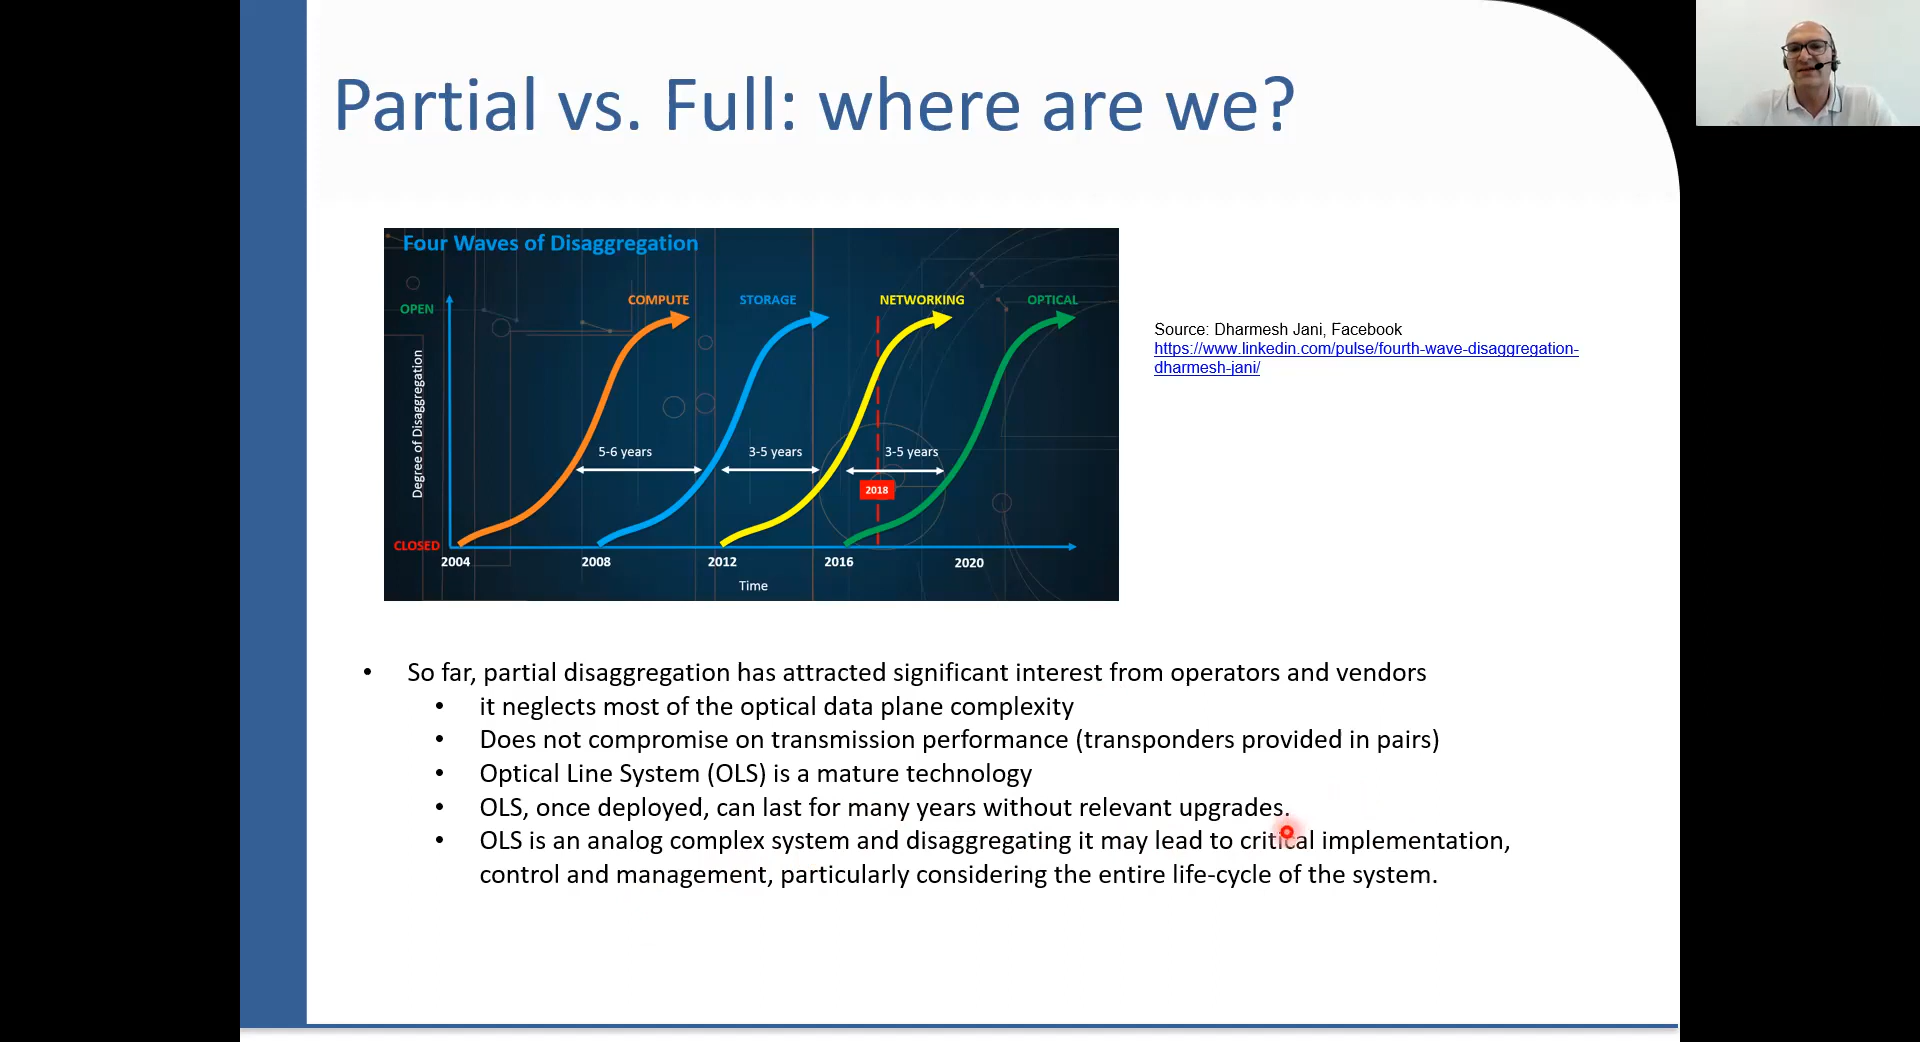 Partial vs. Full: where are we?
Four Waves of Disaggregation
OPEN
COMPUTE
STORAGE
NETWORKING
OPTICAL
Degree of Disaggregation
5-6 years
3-5 years
3-5 years
2018
CLOSED
2004
2008
2012
2016
2020
Time
Source: Dharmesh Jani, Facebook
https://www.linkedin.com/pulse/fourth-wave-disaggregation-
dharmesh-jani/
• So far, partial disaggregation has attracted significant interest from operators and vendors
• it neglects most of the optical data plane complexity
• Does not compromise on transmission performance (transponders provided in pairs)
• Optical Line System (OLS) is a mature technology
• OLS, once deployed, can last for many years without relevant upgrades.
• OLS is an analog complex system and disaggregating it may lead to critical implementation,
control and management, particularly considering the entire life-cycle of the system.